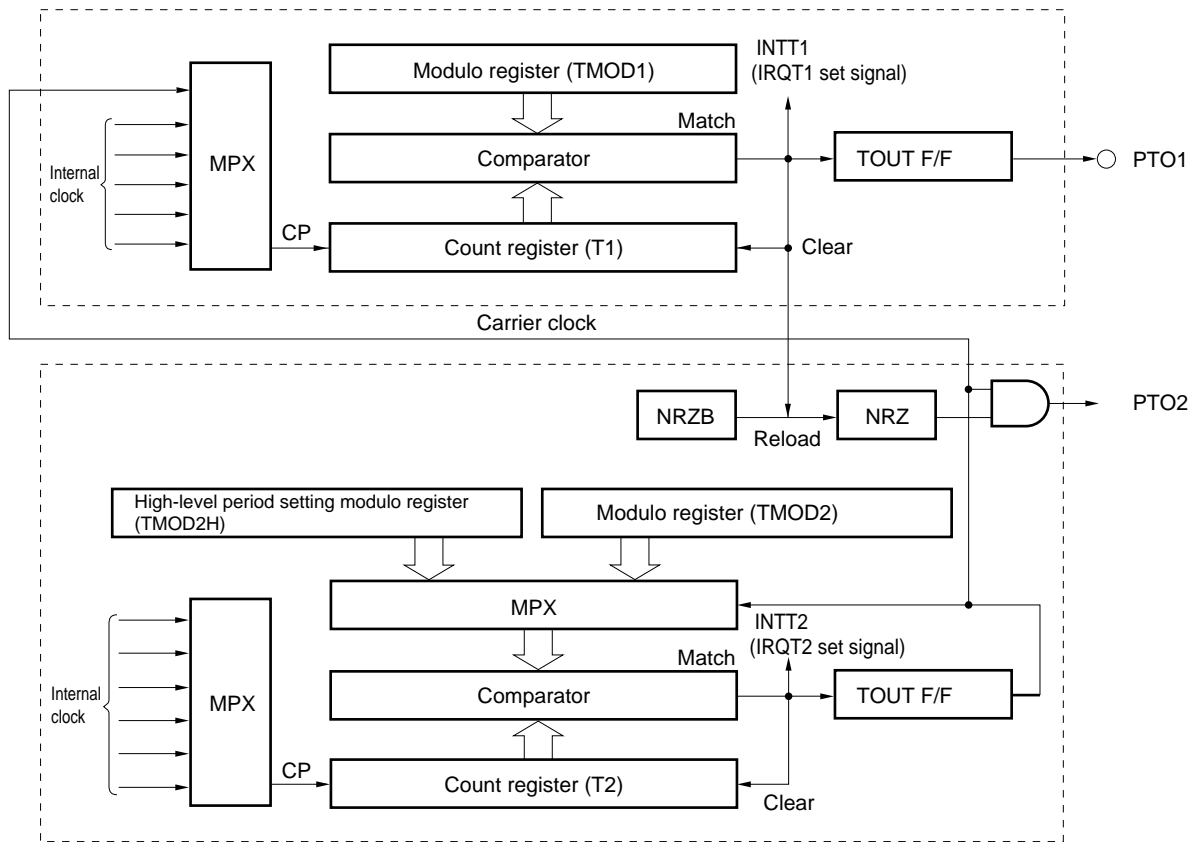 INTT1
(IRQT1 set signal)
Modulo register (TMOD1)
Match
MPX
Comparator
TOUT F/F
PTO1
Internal
clock
CP
Count register (T1)
Clear
Carrier clock
NRZB
Reload
NRZ
PTO2
High-level period setting modulo register
(TMOD2H)
Modulo register (TMOD2)
MPX
INTT2
(IRQT2 set signal)
Match
MPX
Comparator
TOUT F/F
Internal
clock
CP
Count register (T2)
Clear